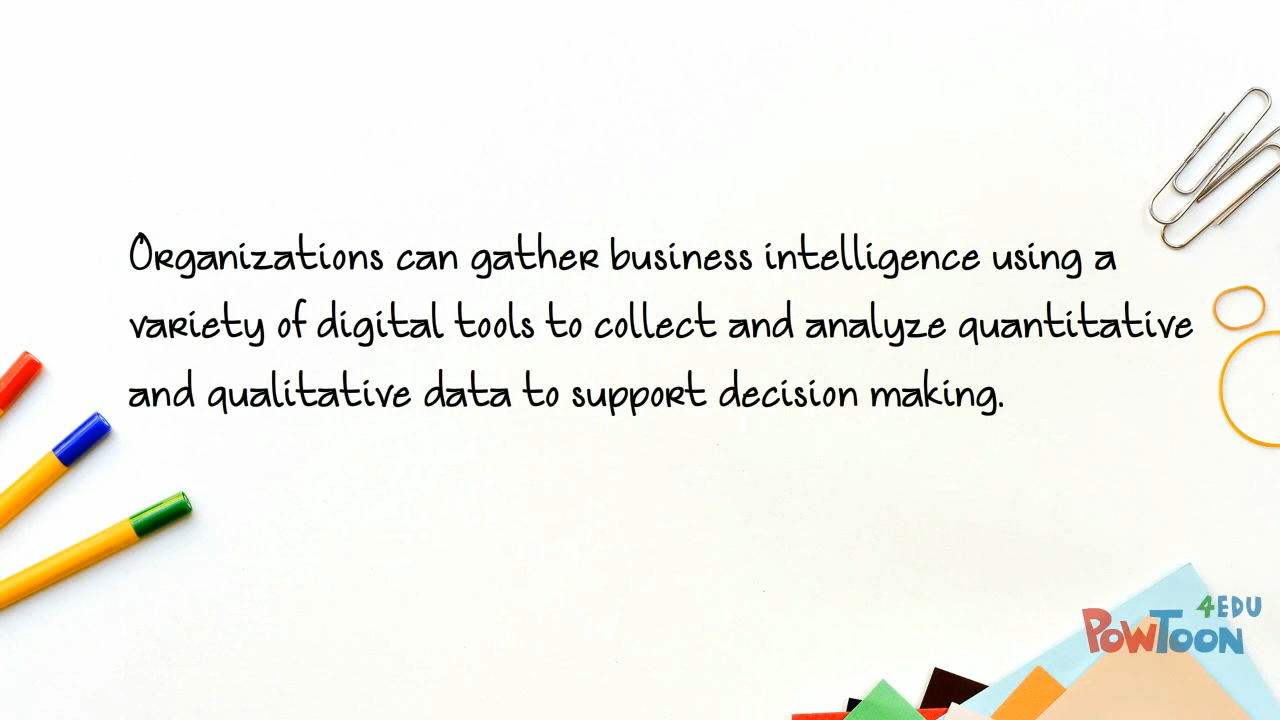 Organizations can gather business intelligence using a
variety of digital tools to collect and analyze quantitative
and qualitative data to support decision making.
4EDU
POWTOON